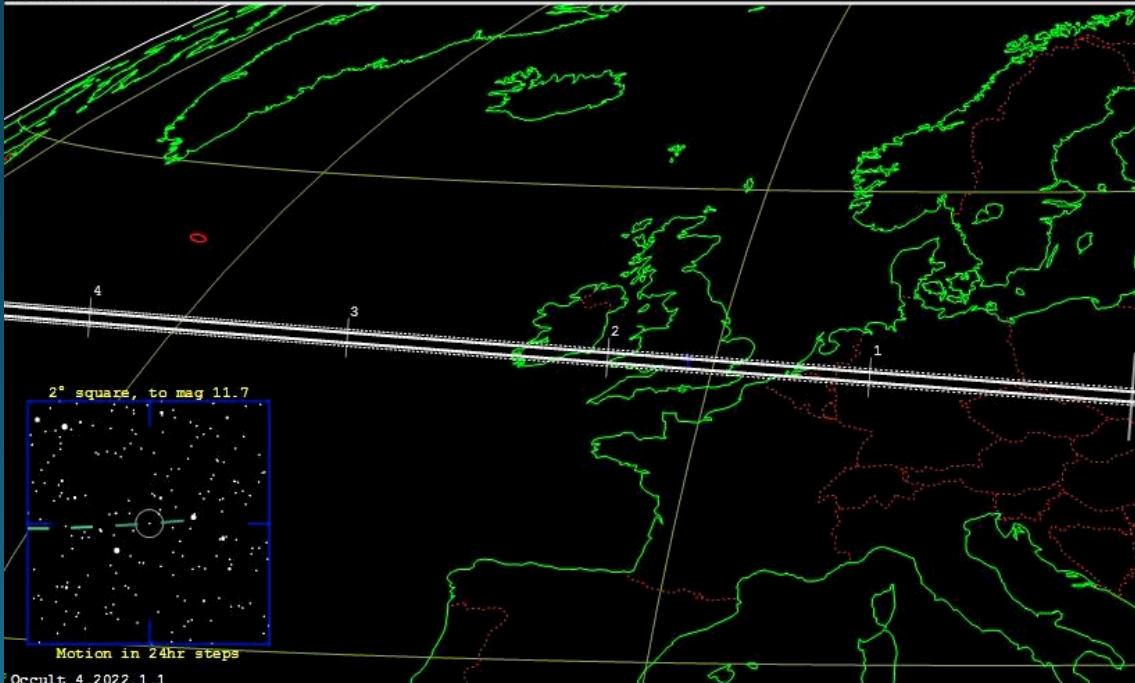 4
3
2
1
2° square, to mag 11.7
Motion in 24hr steps
Occult 4.2022.1.1